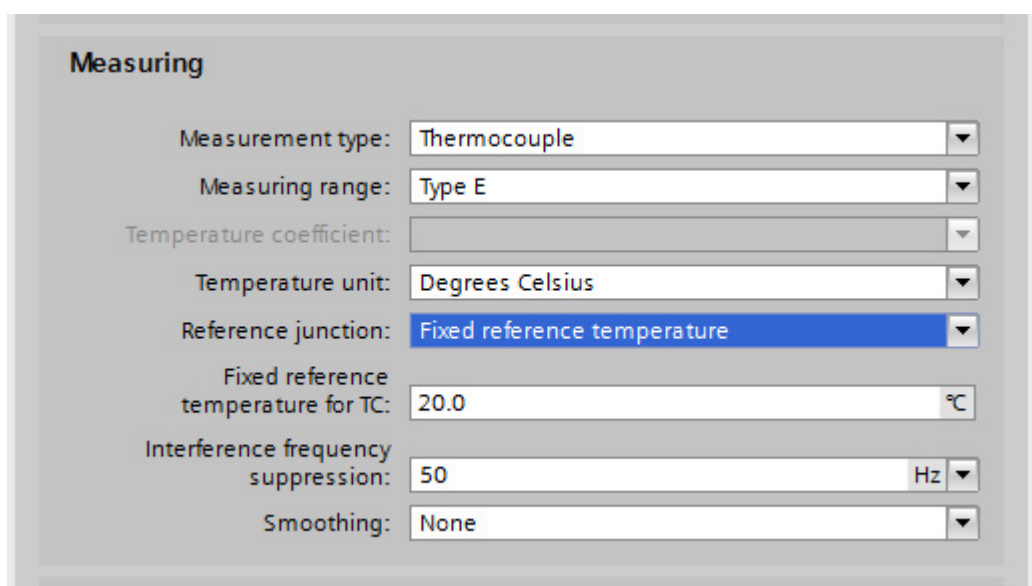 Measuring
Measurement type: Thermocouple
Measuring range: Type E
Temperature coefficient:
Temperature unit: Degrees Celsius
Reference junction: Fixed reference temperature
Fixed reference
temperature for TC: 20.0 °C
Interference frequency
suppression: 50 Hz
Smoothing: None